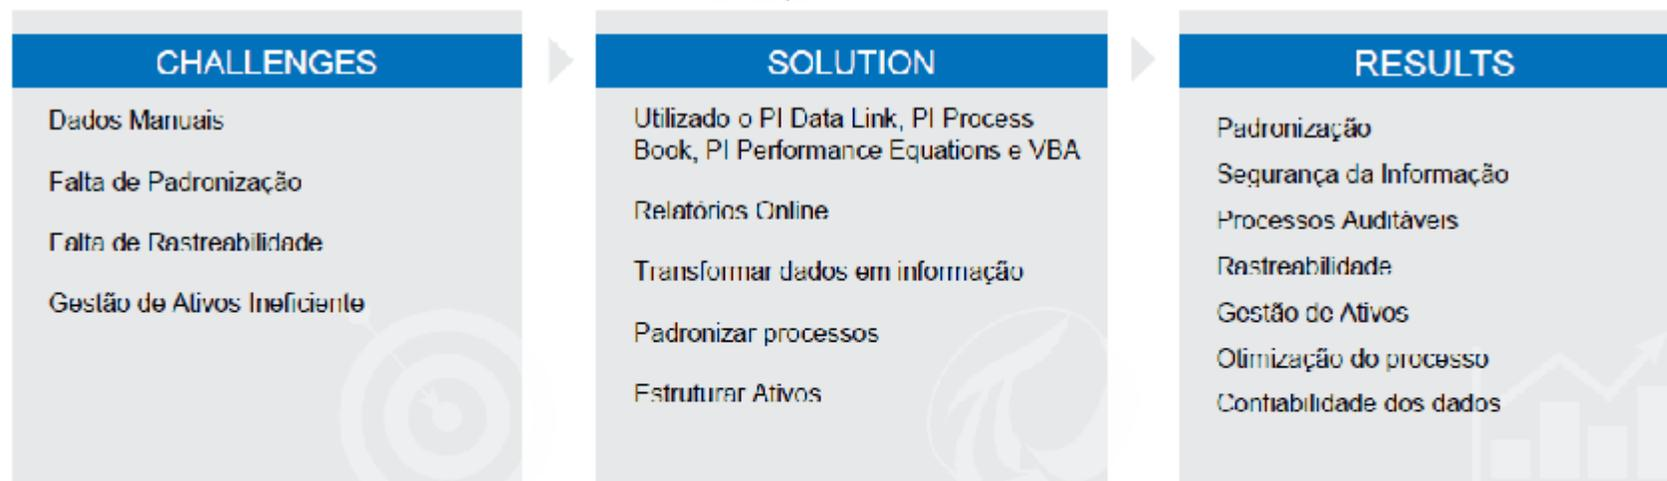 CHALLENGES
Dados Manuais
Falta de Padronização
Falta de Rastreabilidade
Gestão de Ativos Ineficiente
SOLUTION
Utilizado o PI Data Link, PI Process
Book, PI Performance Equations e VBA
Relatórios Online
Transformar dados em informação
Padronizar processos
Estruturar Ativos
RESULTS
Padronização
Segurança da Informação
Processos Auditáveis
Rastreabilidade
Gestão de Ativos
Otimização do processo
Confiabilidade dos dados